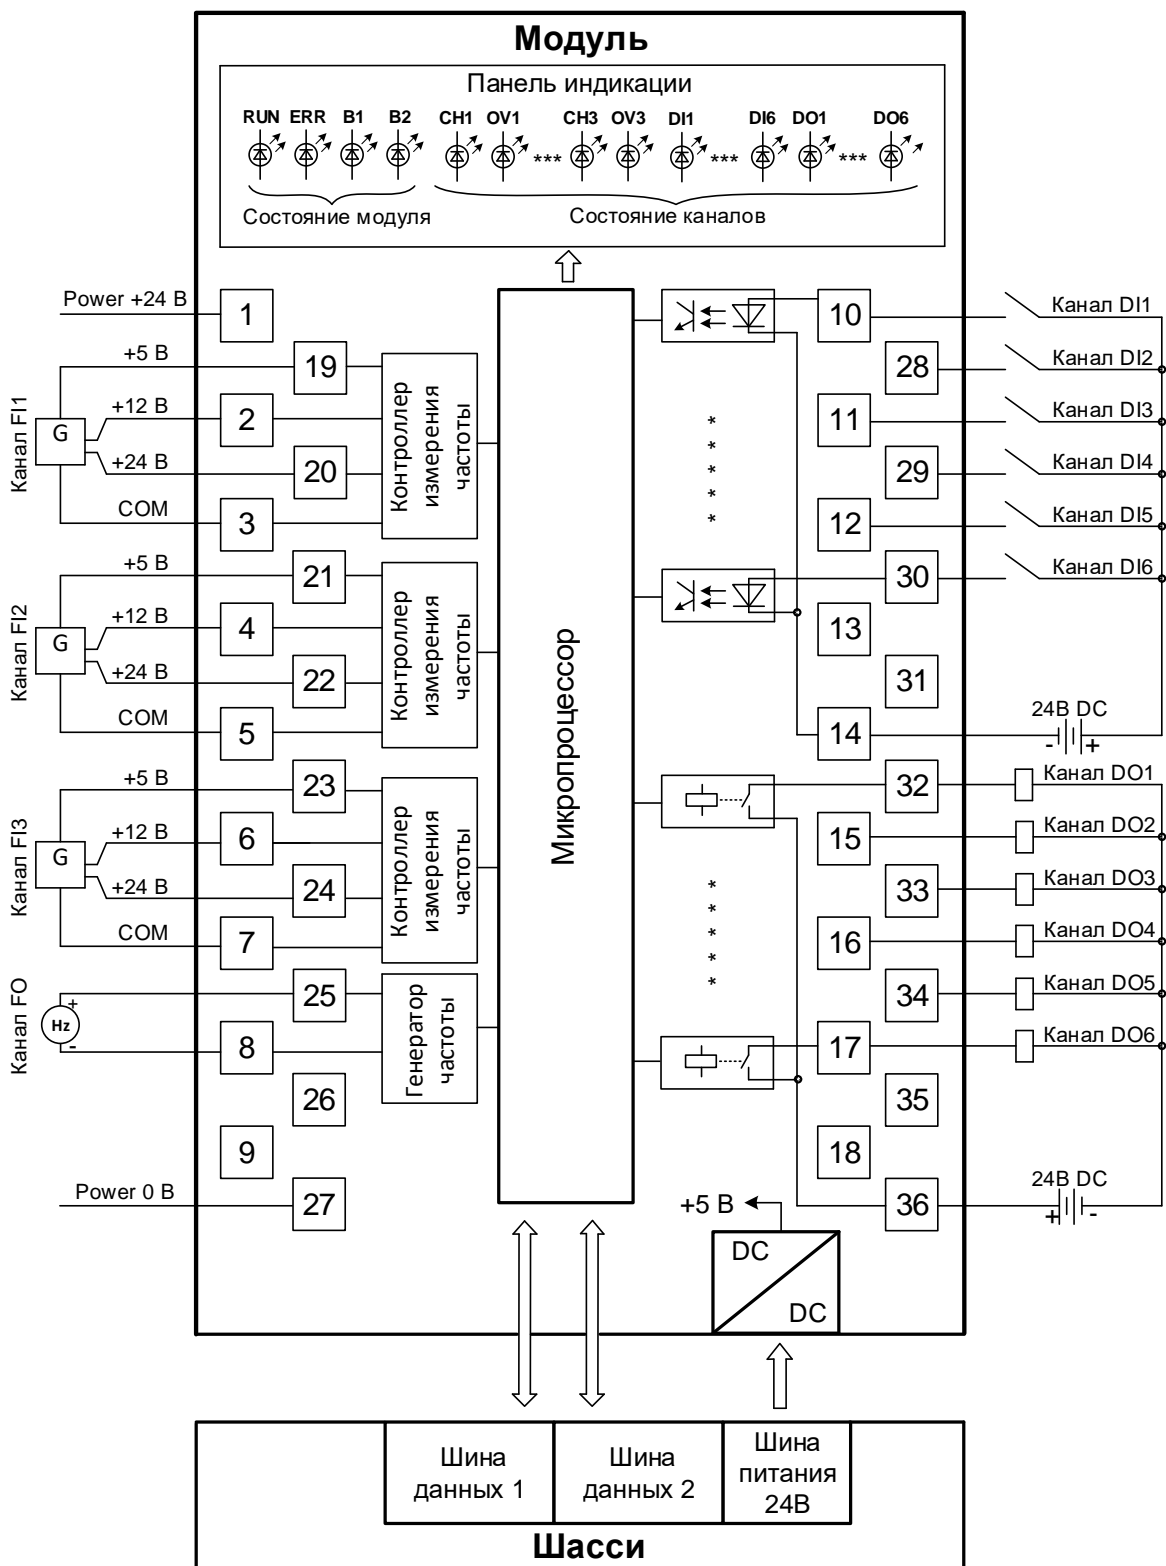 Модуль
Панель индикации
RUN ERR B1 B2 CH1 OV1 *** CH3 OV3 DI1 *** DI6 DO1 *** DO6
Состояние модуля
Состояние каналов
Power +24 В
1
Канал FI1
G
+5 В
19
+12 В
2
+24 В
20
COM
3
Контроллер
измерения
частоты
Канал FI2
G
+5 В
21
+12 В
4
+24 В
22
COM
5
Контроллер
измерения
частоты
Канал FI3
G
+5 В
23
+12 В
6
+24 В
24
COM
7
Контроллер
измерения
частоты
Канал FO
+
Hz
-
25
8
Генератор
частоты
26
9
Power 0 В
27
Микропроцессор
* * * * *
10
Канал DI1
28
Канал DI2
11
Канал DI3
29
Канал DI4
12
Канал DI5
30
Канал DI6
13
31
14
24В DC
- +
* * * * *
32
Канал DO1
15
Канал DO2
33
Канал DO3
16
Канал DO4
34
Канал DO5
17
Канал DO6
35
18
36
24В DC
+ -
+5 В
DC
DC
Шина
данных 1
Шина
данных 2
Шина
питания
24В
Шасси